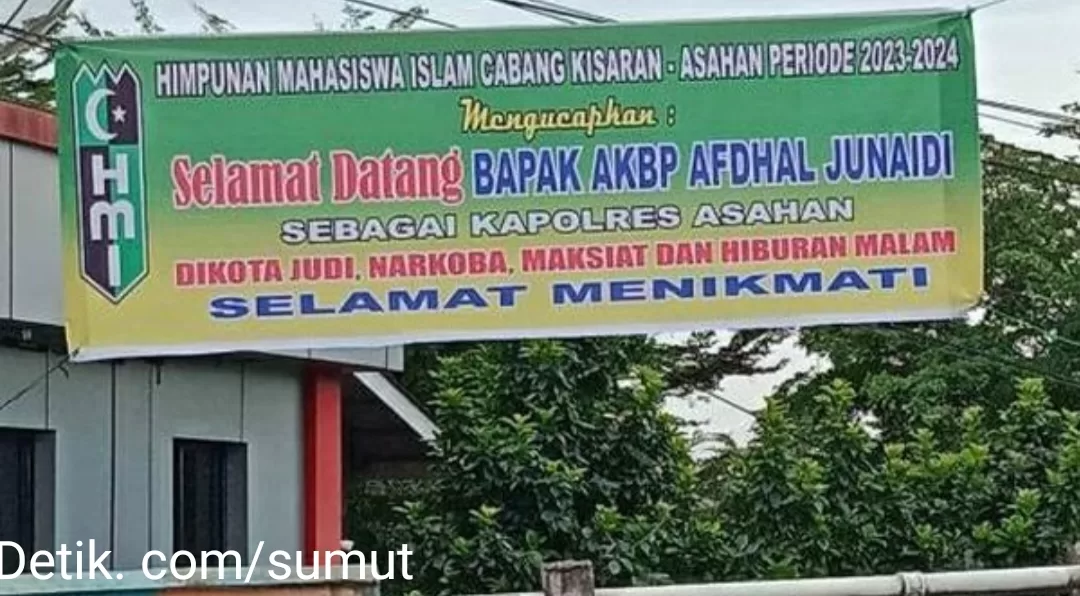 HIMPUNAN MAHASISWA ISLAM CABANG KISARAN - ASAHAN PERIODE 2023-2024
Mengucapkan :
Selamat Datang BAPAK AKBP AFDHAL JUNAIDI
SEBAGAI KAPOLRES ASAHAN
DIKOTA JUDI, NARKOBA, MAKSIAT DAN HIBURAN MALAM
SELAMAT MENIKMATI
HMI
Detik. com/sumut